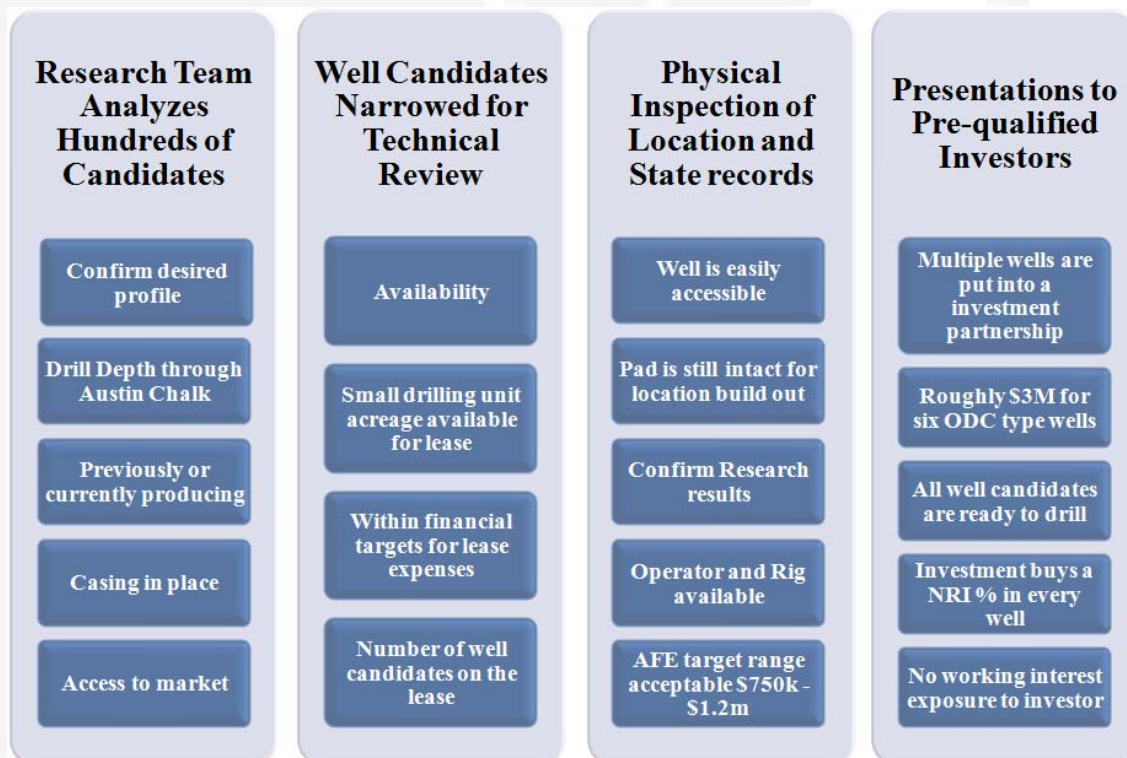 Research Team
Analyzes
Hundreds of
Candidates
Confirm desired
profile
Drill Depth through
Austin Chalk
Previously or
currently producing
Casing in place
Access to market
Well Candidates
Narrowed for
Technical
Review
Availability
Small drilling unit
acreage available
for lease
Within financial
targets for lease
expenses
Number of well
candidates on the
lease
Physical
Inspection of
Location and
State records
Well is easily
accessible
Pad is still intact for
location build out
Confirm Research
results
Operator and Rig
available
AFE target range
acceptable $750k -
$1.2m
Presentations to
Pre-qualified
Investors
Multiple wells are
put into a
investment
partnership
Roughly $3M for
six ODC type wells
All well candidates
are ready to drill
Investment buys a
NRI % in every
well
No working interest
exposure to investor